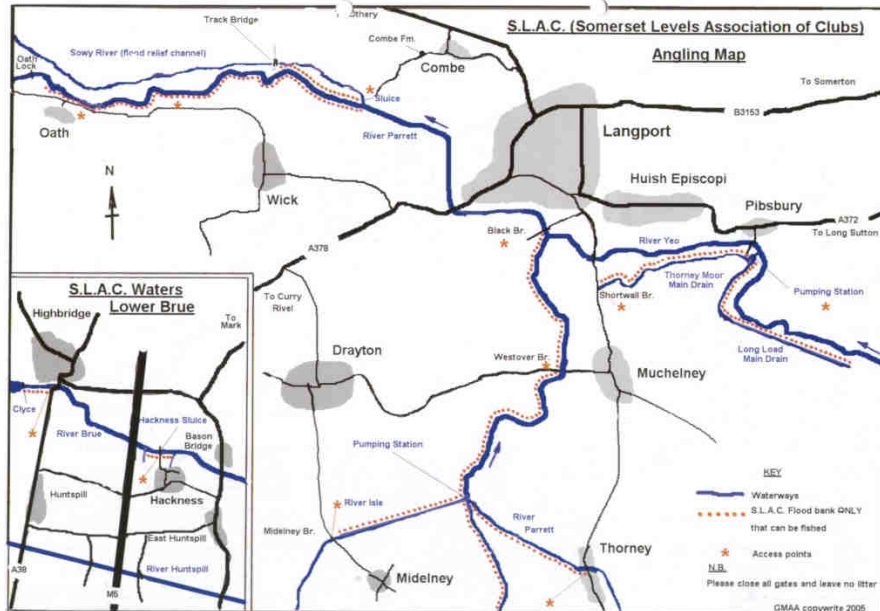 S.L.A.C. (Somerset Levels Association of Clubs)
Angling Map
Track Bridge
othery
Sowy River (flood relief channel)
Combe Fm.
Combe
Oath
Lock
To Somerton
Sluice
B3153
Oath
River Parrett
Langport
N
Huish Episcopi
Wick
Pibsbury
A372
To Long Sutton
Black Br.
River Yeo
A378
Thorney Moor
Main Drain
Pumping Station
Shortwall Br.
To Curry
Rivel
Long Load
Main Drain
Drayton
Westover Br.
Muchelney
Pumping Station
River Isle
River
Parrett
Midelney Br.
Thorney
Midelney
S.L.A.C. Waters
Lower Brue
Highbridge
To
Mark
Clyce
Hackness Sluice
River Brue
Bason
Bridge
Huntspill
Hackness
East Huntspill
River Huntspill
A38
M5
KEY
Waterways
S.L.A.C. Flood bank ONLY
that can be fished
Access points
N.B.
Please close all gates and leave no litter
GMAA copywrite 2005